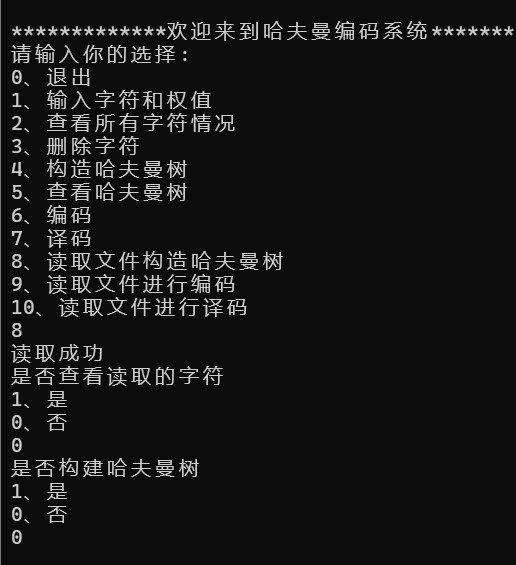 *************欢迎来到哈夫曼编码系统*******
请输入你的选择:
0、退出
1、输入字符和权值
2、查看所有字符情况
3、删除字符
4、构造哈夫曼树
5、查看哈夫曼树
6、编码
7、译码
8、读取文件构造哈夫曼树
9、读取文件进行编码
10、读取文件进行译码
8
读取成功
是否查看读取的字符
1、是
0、否
0
是否构建哈夫曼树
1、是
0、否
0